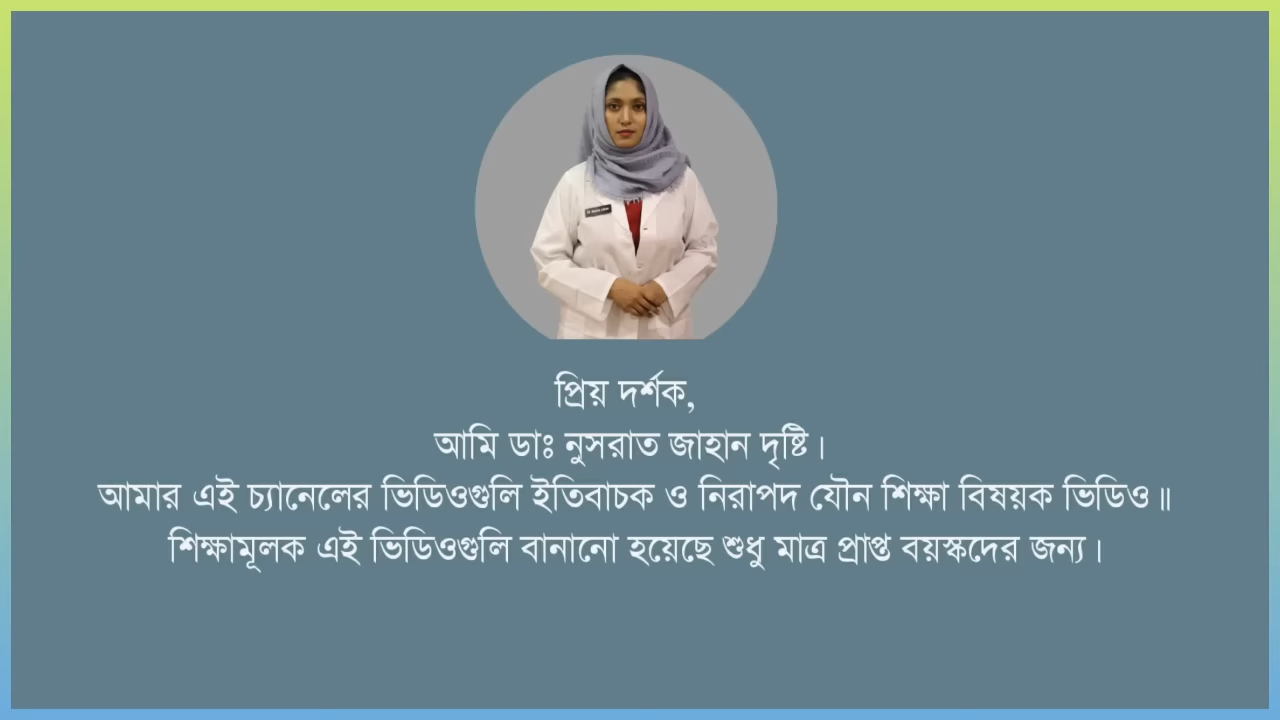 প্রিয় দর্শক,
আমি ডাঃ নুসরাত জাহান দৃষ্টি।
আমার এই চ্যানেলের ভিডিওগুলি ইতিবাচক ও নিরাপদ যৌন শিক্ষা বিষয়ক ভিডিও॥
শিক্ষামূলক এই ভিডিওগুলি বানানো হয়েছে শুধু মাত্র প্রাপ্ত বয়স্কদের জন্য।